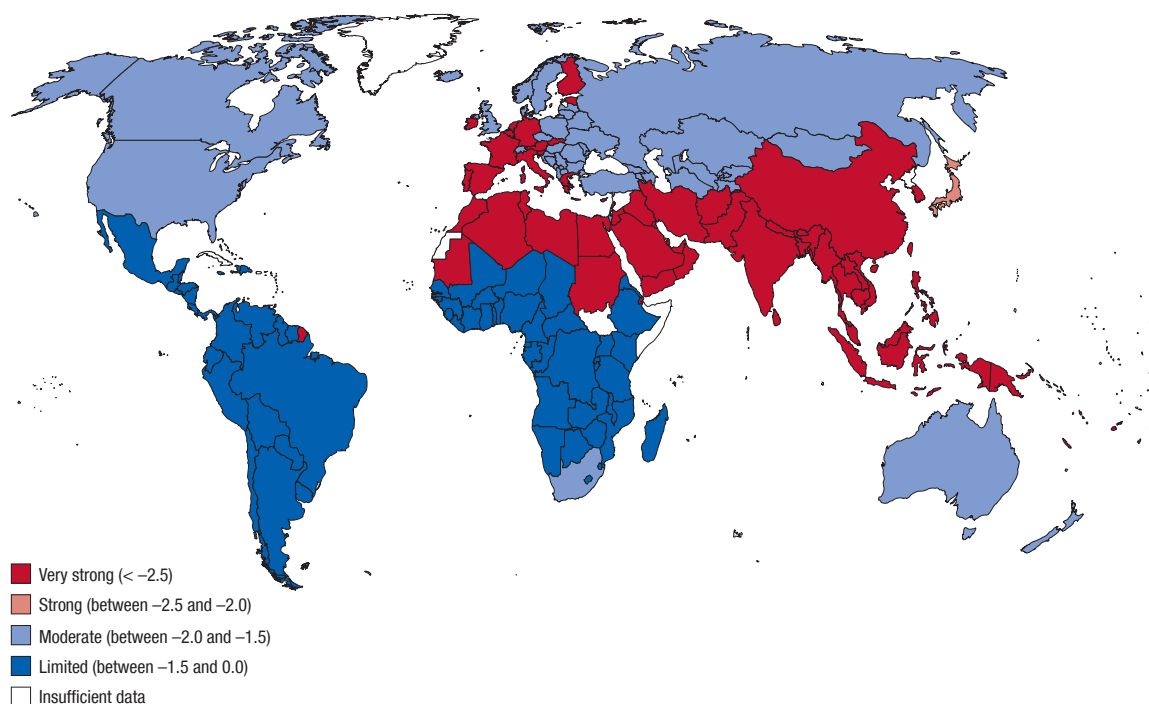 Very strong (< –2.5)
Strong (between –2.5 and –2.0)
Moderate (between –2.0 and –1.5)
Limited (between –1.5 and 0.0)
Insufficient data